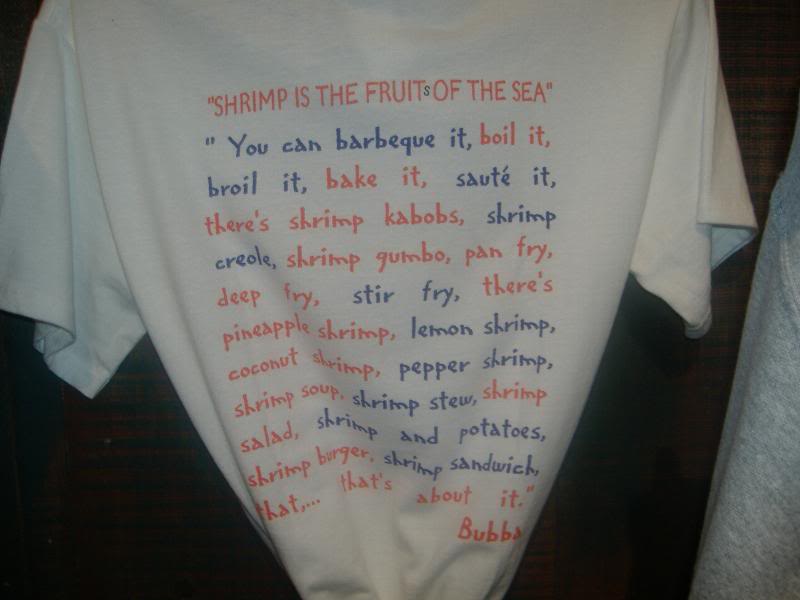 "SHRIMP IS THE FRUITs OF THE SEA"
" You can barbeque it, boil it,
broil it, bake it, sauté it,
there's shrimp kabobs, shrimp
creole, shrimp gumbo, pan fry,
deep fry, stir fry, there's
pineapple shrimp, lemon shrimp,
coconut shrimp, pepper shrimp,
shrimp soup, shrimp stew, shrimp
salad, shrimp and potatoes,
shrimp burger, shrimp sandwich,
that,... that's about it."
Bubba